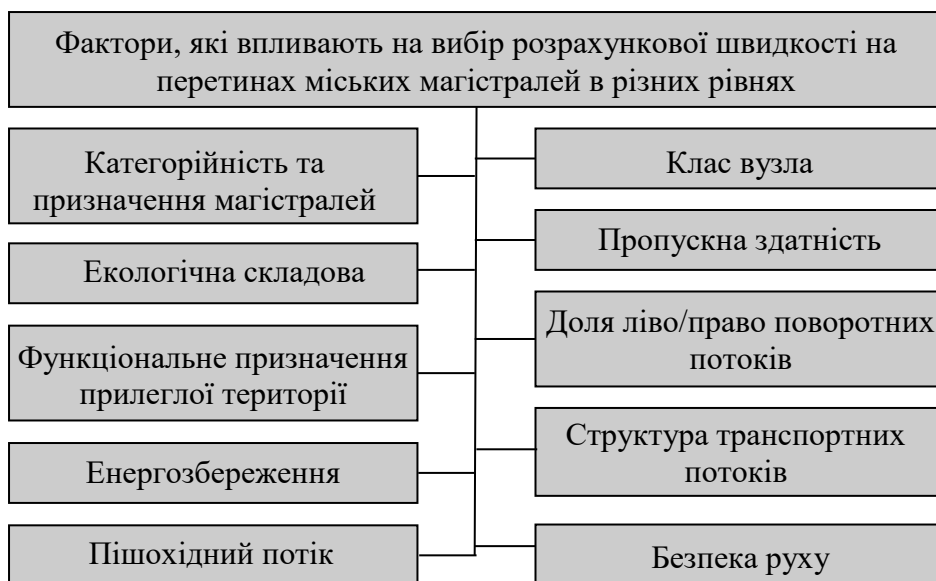 Фактори, які впливають на вибір розрахункової швидкості на
перетинах міських магістралей в різних рівнях
Категорійність та
призначення магістралей
Екологічна складова
Функціональне призначення
прилеглої території
Енергозбереження
Пішохідний потік
Клас вузла
Пропускна здатність
Доля ліво/право поворотних
потоків
Структура транспортних
потоків
Безпека руху